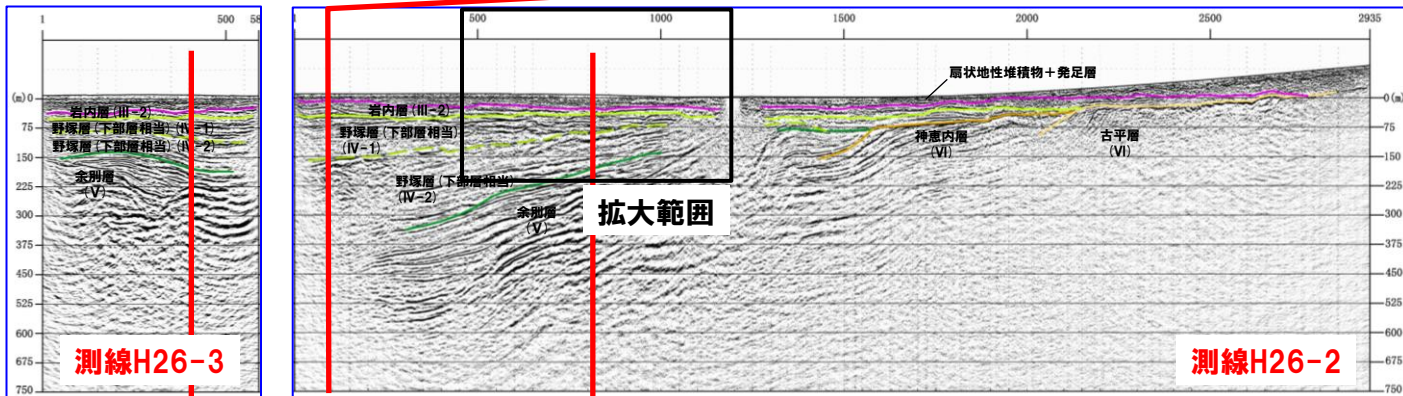 1 500 58
(m) 0
75
150
225
300
375
450
525
600
675
750
岩内層(III-2)
野塚層(下部層相当)(IV-1)
野塚層(下部層相当)(IV-2)
余別層
(V)
測線H26-3
1 500 1000 1500 2000 2500 2935
扇状地性堆積物+発足層
岩内層(III-2)
野塚層(下部層相当)
(IV-1)
野塚層(下部層相当)
(IV-2)
余別層
(V)
拡大範囲
神恵内層
(VI)
古平層
(VI)
測線H26-2
0(m)
75
150
225
300
375
450
525
600
675
750